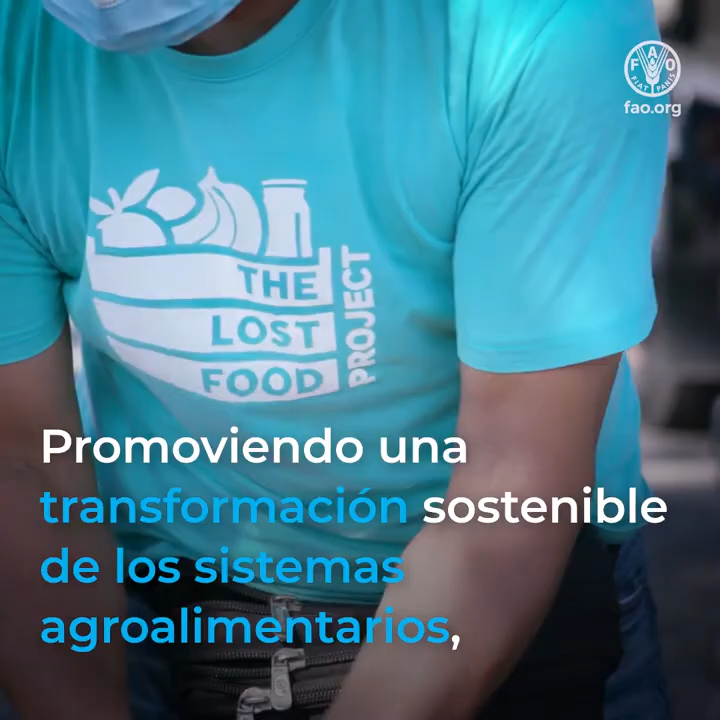 FAO
FIAT PANIS
fao.org
THE
LOST
FOOD
PROJECT
Promoviendo una
transformación sostenible
de los sistemas
agroalimentarios,